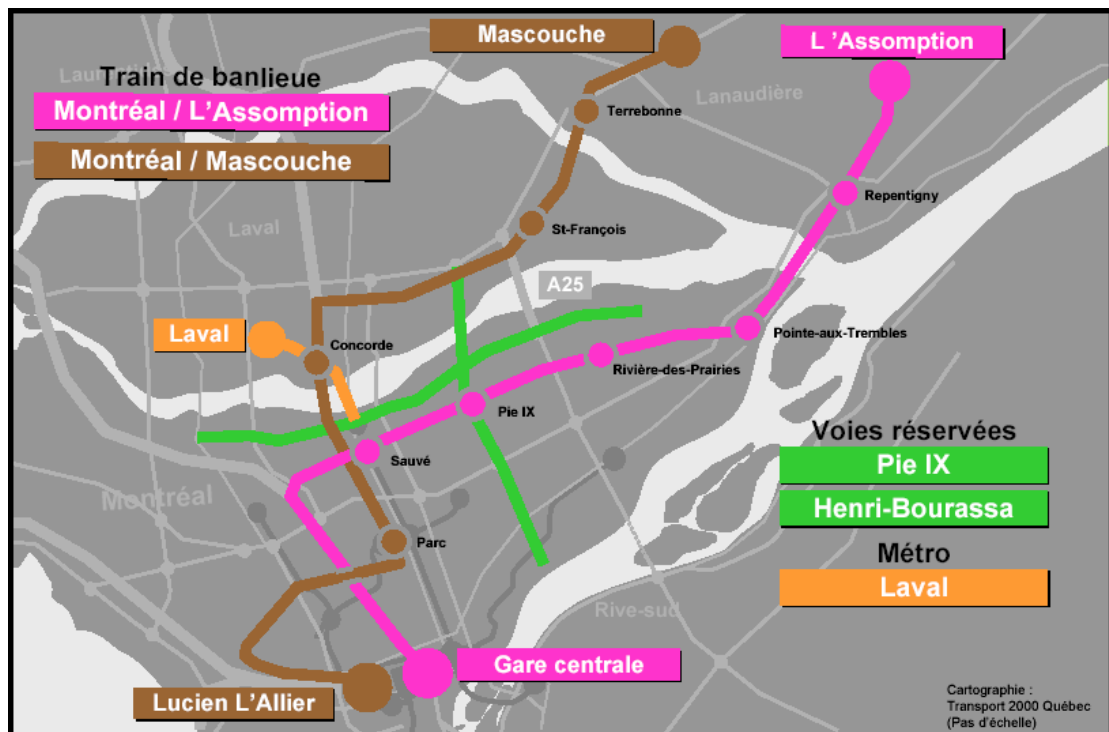 Mascouche
L 'Assomption
Train de banlieue
Montréal / L'Assomption
Montréal / Mascouche
Lanaudière
Terrebonne
Repentigny
Laval
St-François
A25
Laval
Concorde
Pointe-aux-Trembles
Rivière-des-Prairies
Pie IX
Sauvé
Montréal
Voies réservées
Pie IX
Henri-Bourassa
Métro
Laval
Parc
Rive-sud
Gare centrale
Lucien L'Allier
Cartographie :
Transport 2000 Québec
(Pas d'échelle)